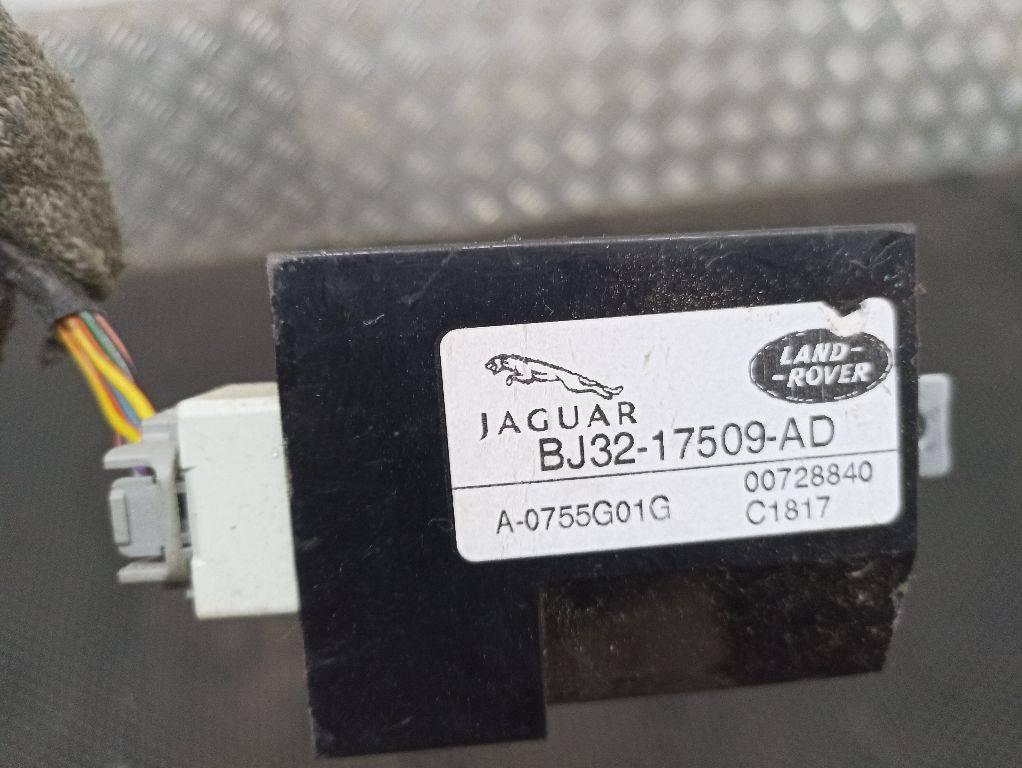 LAND-
-ROVER
JAGUAR
BJ32-17509-AD
A-0755G01G
00728840
C1817